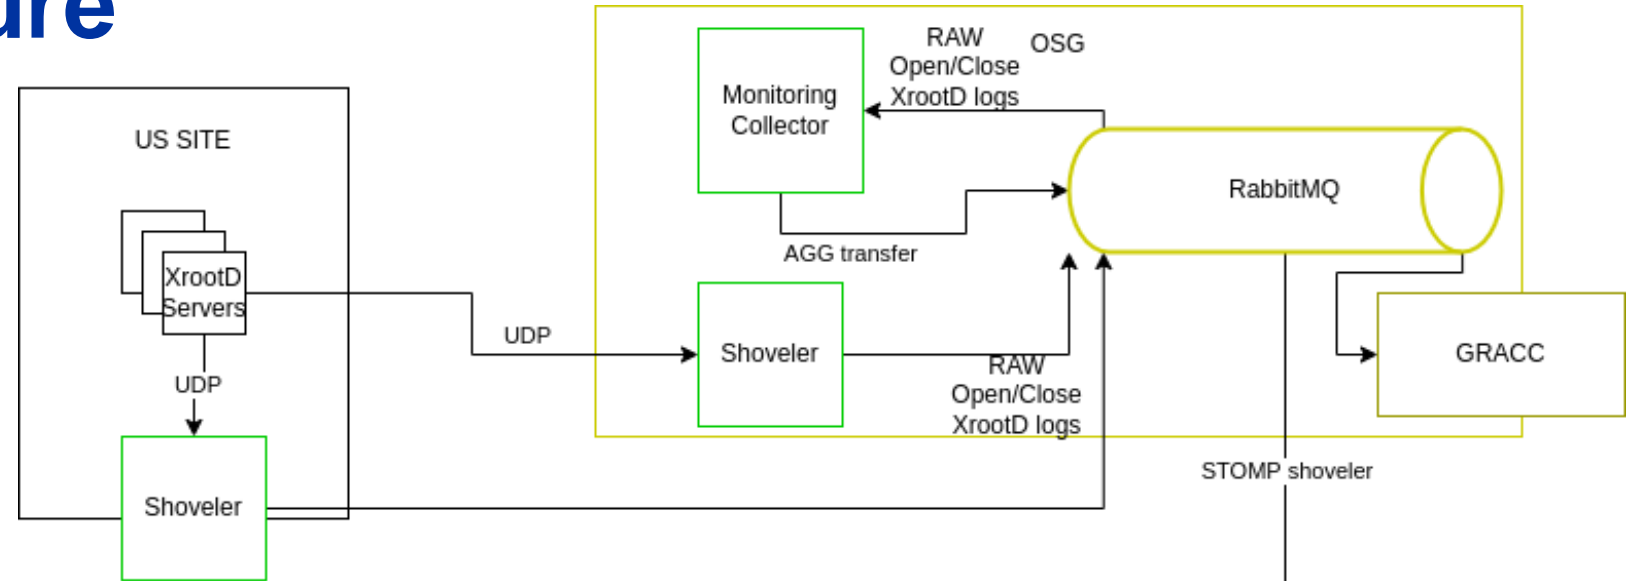 ure
RAW
Open/Close
XrootD logs
OSG
Monitoring
Collector
US SITE
RabbitMQ
AGG transfer
XrootD
Servers
UDP
Shoveler
RAW
Open/Close
XrootD logs
GRACC
UDP
STOMP shoveler
Shoveler